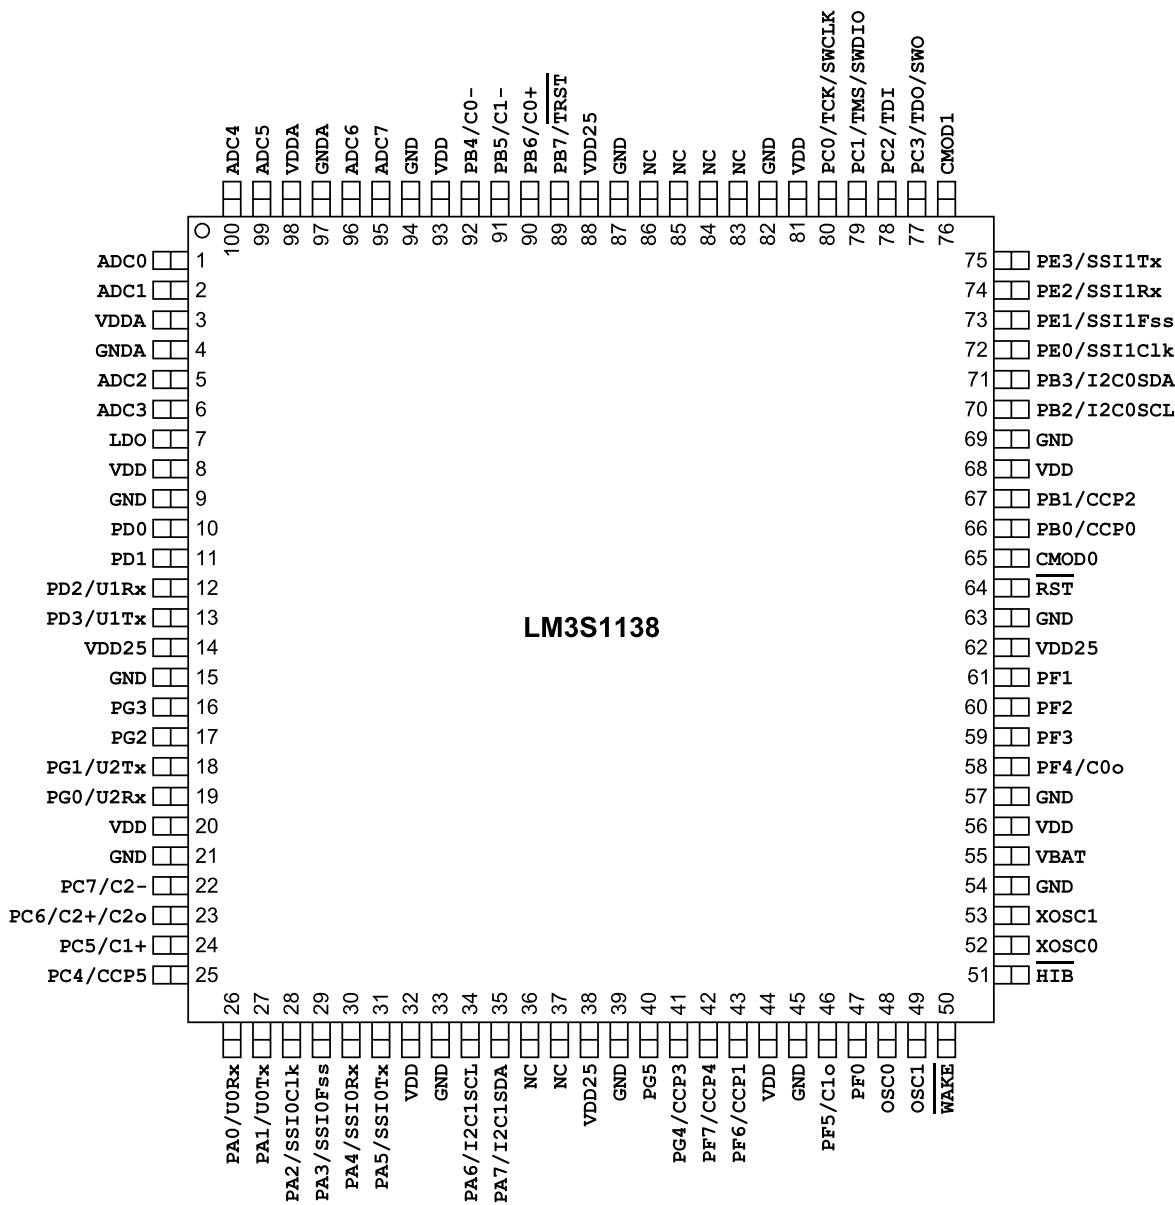 ADC4
ADC5
VDDA
GNDA
ADC6
ADC7
GND
VDD
PB4/C0-
PB5/C1-
PB6/C0+
PB7/TRST
VDD25
GND
NC
NC
NC
NC
GND
VDD
PC0/TCK/SWCLK
PC1/TMS/SWDIO
PC2/TDI
PC3/TDO/SWO
CMOD1
100
99
98
97
96
95
94
93
92
91
90
89
88
87
86
85
84
83
82
81
80
79
78
77
76
ADC0 1
ADC1 2
VDDA 3
GNDA 4
ADC2 5
ADC3 6
LDO 7
VDD 8
GND 9
PD0 10
PD1 11
PD2/U1Rx 12
PD3/U1Tx 13
VDD25 14
GND 15
PG3 16
PG2 17
PG1/U2Tx 18
PG0/U2Rx 19
VDD 20
GND 21
PC7/C2- 22
PC6/C2+/C2o 23
PC5/C1+ 24
PC4/CCP5 25
LM3S1138
75 PE3/SSI1Tx
74 PE2/SSI1Rx
73 PE1/SSI1Fss
72 PE0/SSI1Clk
71 PB3/I2C0SDA
70 PB2/I2C0SCL
69 GND
68 VDD
67 PB1/CCP2
66 PB0/CCP0
65 CMOD0
64 RST
63 GND
62 VDD25
61 PF1
60 PF2
59 PF3
58 PF4/C0o
57 GND
56 VDD
55 VBAT
54 GND
53 XOSC1
52 XOSC0
51 HIB
26
27
28
29
30
31
32
33
34
35
36
37
38
39
40
41
42
43
44
45
46
47
48
49
50
PA0/U0Rx
PA1/U0Tx
PA2/SSI0Clk
PA3/SSI0Fss
PA4/SSI0Rx
PA5/SSI0Tx
VDD
GND
PA6/I2C1SCL
PA7/I2C1SDA
NC
NC
VDD25
GND
PG5
PG4/CCP3
PF7/CCP4
PF6/CCP1
VDD
GND
PF5/C1o
PF0
OSC0
OSC1
WAKE